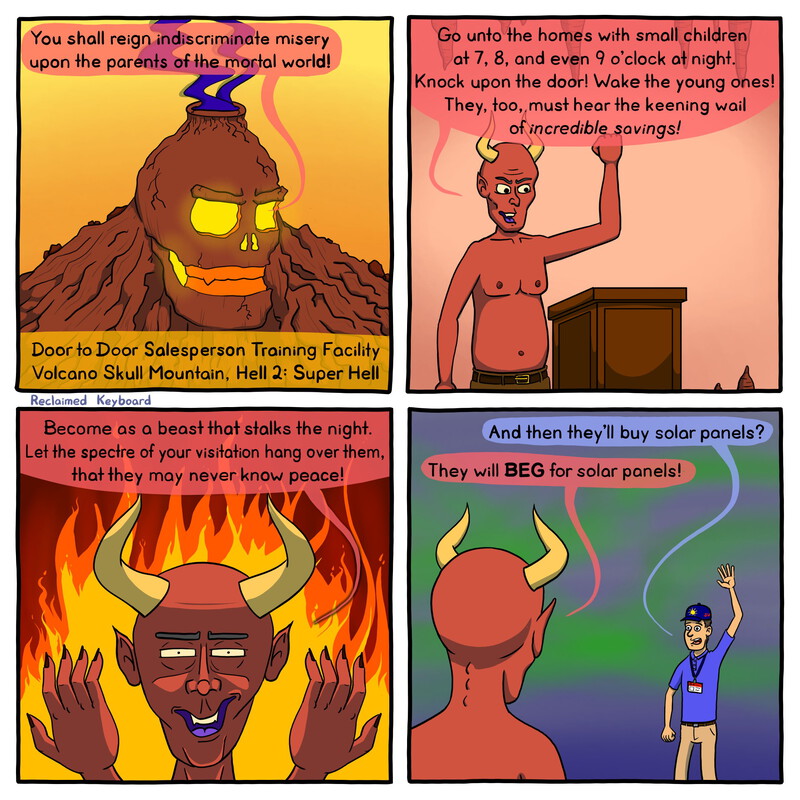 You shall reign indiscriminate misery
upon the parents of the mortal world!
Door to Door Salesperson Training Facility
Volcano Skull Mountain, Hell 2: Super Hell
Go unto the homes with small children
at 7, 8, and even 9 o'clock at night.
Knock upon the door! Wake the young ones!
They, too, must hear the keening wail
of incredible savings!
Reclaimed Keyboard
Become as a beast that stalks the night.
Let the spectre of your visitation hang over them,
that they may never know peace!
And then they'll buy solar panels?
They will BEG for solar panels!